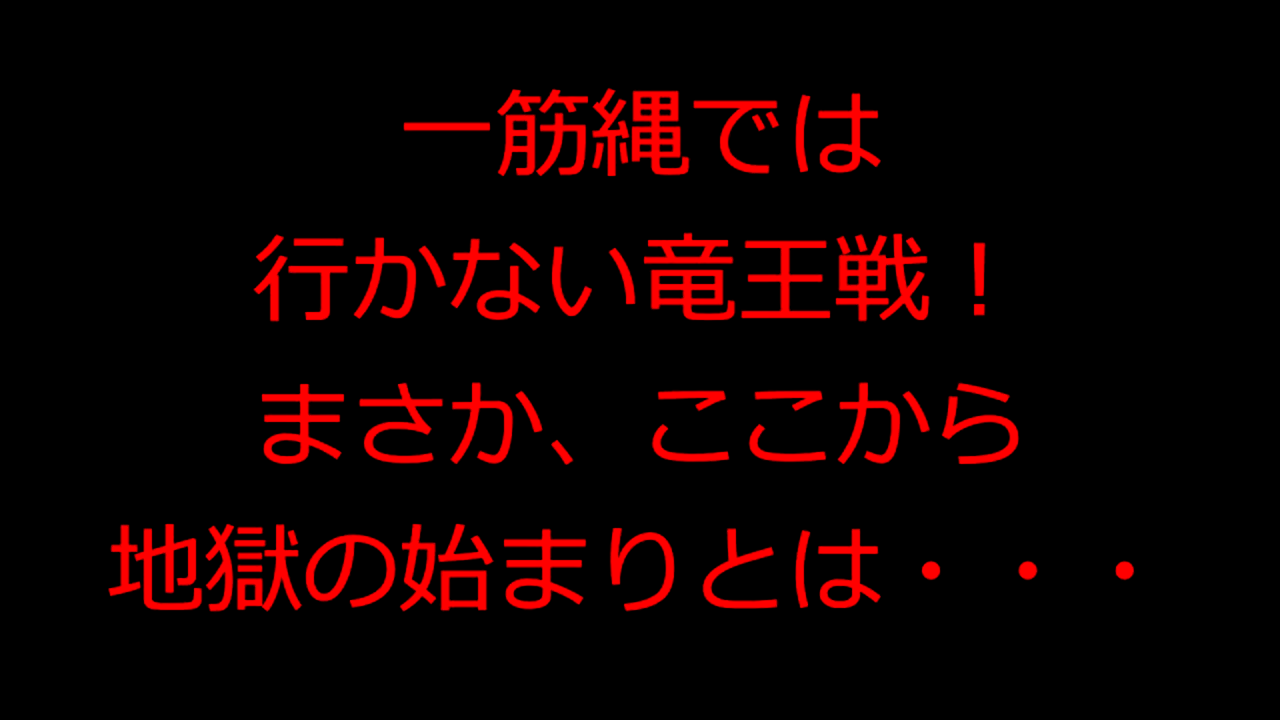 一筋縄では
行かない竜王戦！
まさか、ここから
地獄の始まりとは・・・